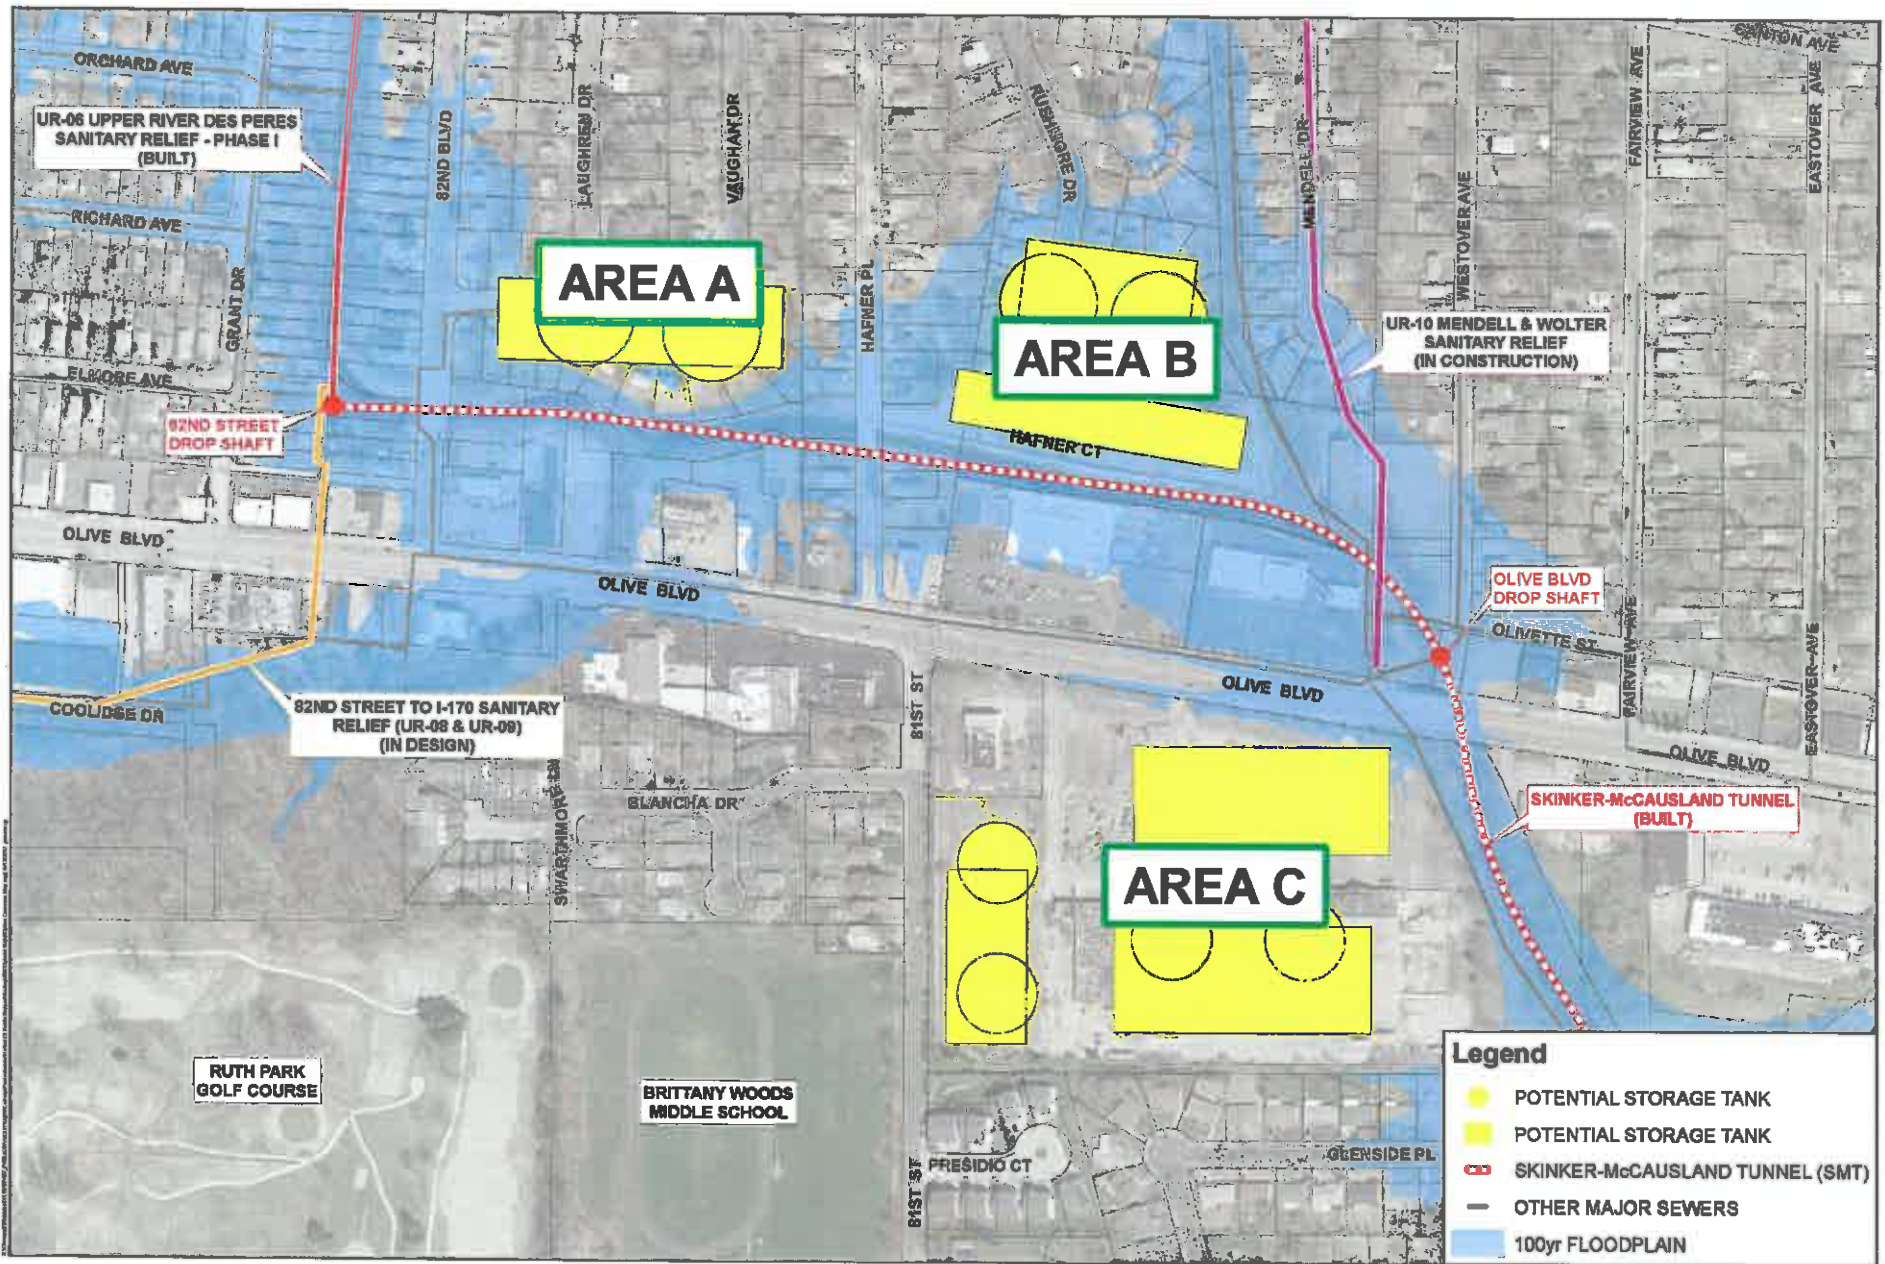 ORCHARD AVE
CANTON AVE
UR-06 UPPER RIVER DES PERES
SANITARY RELIEF - PHASE I
(BUILT)
82ND BLVD
LAUGHREN DR
VAUGHAN DR
RUSHMORE DR
MENDELL DR
WESTOVER AVE
FAIRVIEW AVE
EASTOVER AVE
RICHARD AVE
GRANT DR
HAFNER PL
AREA A
AREA B
UR-10 MENDELL & WOLTER
SANITARY RELIEF
(IN CONSTRUCTION)
ELMORE AVE
82ND STREET
DROP SHAFT
HAFNER CT
OLIVE BLVD
OLIVE BLVD
OLIVE BLVD
DROP SHAFT
OLIVETTE ST
FAIRVIEW AVE
EASTOVER AVE
OLIVE BLVD
81ST ST
COOLIDGE DR
82ND STREET TO I-170 SANITARY
RELIEF (UR-08 & UR-09)
(IN DESIGN)
OLIVE BLVD
BLANCHA DR
SWARTHMORE LN
SKINKER-McCAUSLAND TUNNEL
(BUILT)
AREA C
RUTH PARK
GOLF COURSE
BRITTANY WOODS
MIDDLE SCHOOL
81ST ST
PRESIDIO CT
GLENSIDE PL
Legend
POTENTIAL STORAGE TANK
POTENTIAL STORAGE TANK
SKINKER-McCAUSLAND TUNNEL (SMT)
OTHER MAJOR SEWERS
100yr FLOODPLAIN